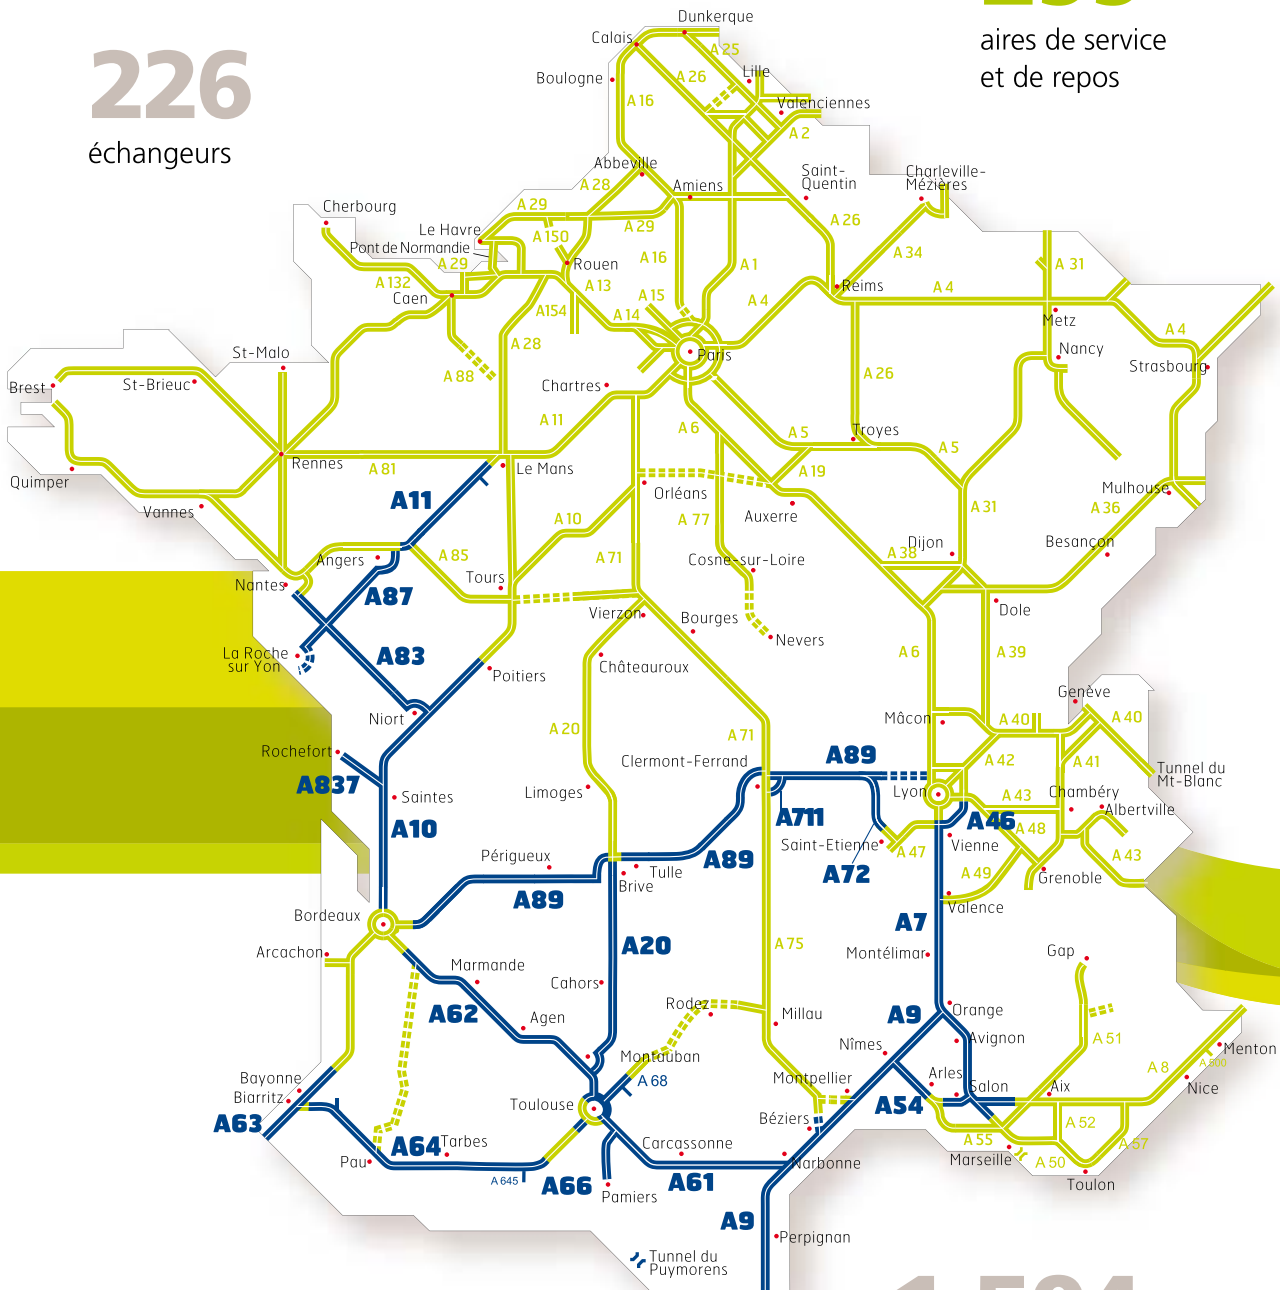 226
échangeurs
aires de service
et de repos
Dunkerque
Calais
A 25
Lille
A 26
Boulogne
A 16
Valenciennes
A 2
Abbeville
Saint-
Quentin
Charleville-
Mézières
A 28
Amiens
Cherbourg
A 29
Le Havre
A 29
A 26
Pont de Normandie
A 150
A 34
A 29
Rouen
A 16
A 1
A 31
A 132
A 13
Reims
A 4
Caen
A 15
A 4
A154
A 14
Metz
A 4
A 28
St-Malo
Paris
Nancy
Strasbourg
Brest
St-Brieuc
A 88
Chartres
A 26
A 11
A 6
A 5
Troyes
A 5
Rennes
A 81
Le Mans
A 19
Quimper
A11
Orléans
Mulhouse
Vannes
A 10
A 77
Auxerre
A 31
A 36
Angers
A 85
A 71
A 38
Dijon
Besançon
Cosne-sur-Loire
Nantes
Tours
A87
Vierzon
Bourges
Dole
Nevers
La Roche
sur Yon
A83
Châteauroux
A 6
A 39
Poitiers
Genève
Niort
Mâcon
A 40
A 40
A 20
A 71
Rochefort
A89
Clermont-Ferrand
A 42
A 41
Tunnel du
Mt-Blanc
A837
Saintes
Limoges
Lyon
A 43
Chambéry
Albertville
A10
A711
A46
A 48
Saint-Etienne
Vienne
Périgueux
A89
A 47
A 43
Tulle
A72
A 49
Grenoble
Brive
A89
Valence
Bordeaux
A7
A20
A 75
Arcachon
Montélimar
Gap
Marmande
Cahors
Rodez
A62
Agen
Millau
A9
Orange
Avignon
A 51
Nîmes
Menton
Montauban
A 8
A 500
Bayonne
A 68
Montpellier
Arles
Salon
Aix
Nice
Biarritz
Toulouse
A54
A63
Béziers
A 52
A64
Tarbes
Carcassonne
A 55
A 57
Pau
Narbonne
Marseille
A 50
A 645
A66
A61
Toulon
Pamiers
A9
Perpignan
Tunnel du
Puymorens